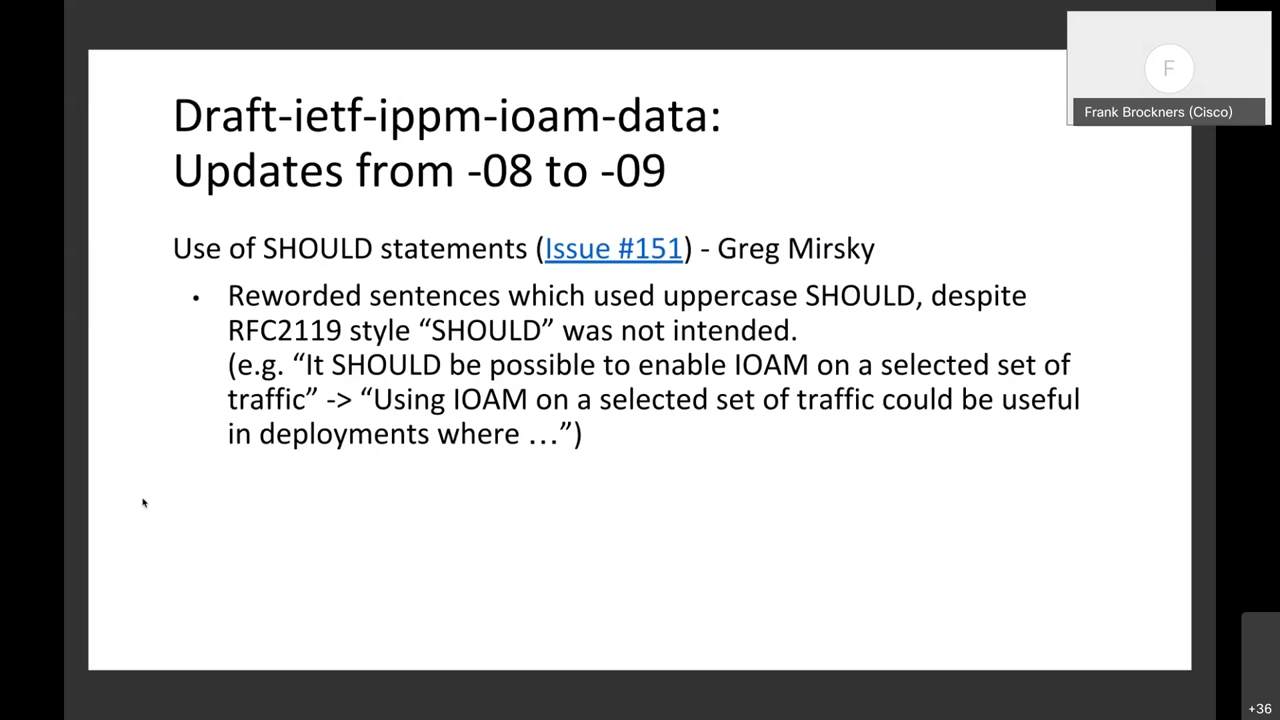 F
Frank Brockners (Cisco)
Draft-ietf-ippm-ioam-data:
Updates from -08 to -09
Use of SHOULD statements (Issue #151) - Greg Mirsky
• Reworded sentences which used uppercase SHOULD, despite
RFC2119 style “SHOULD” was not intended.
(e.g. “It SHOULD be possible to enable IOAM on a selected set of
traffic” -> “Using IOAM on a selected set of traffic could be useful
in deployments where …”)
+36